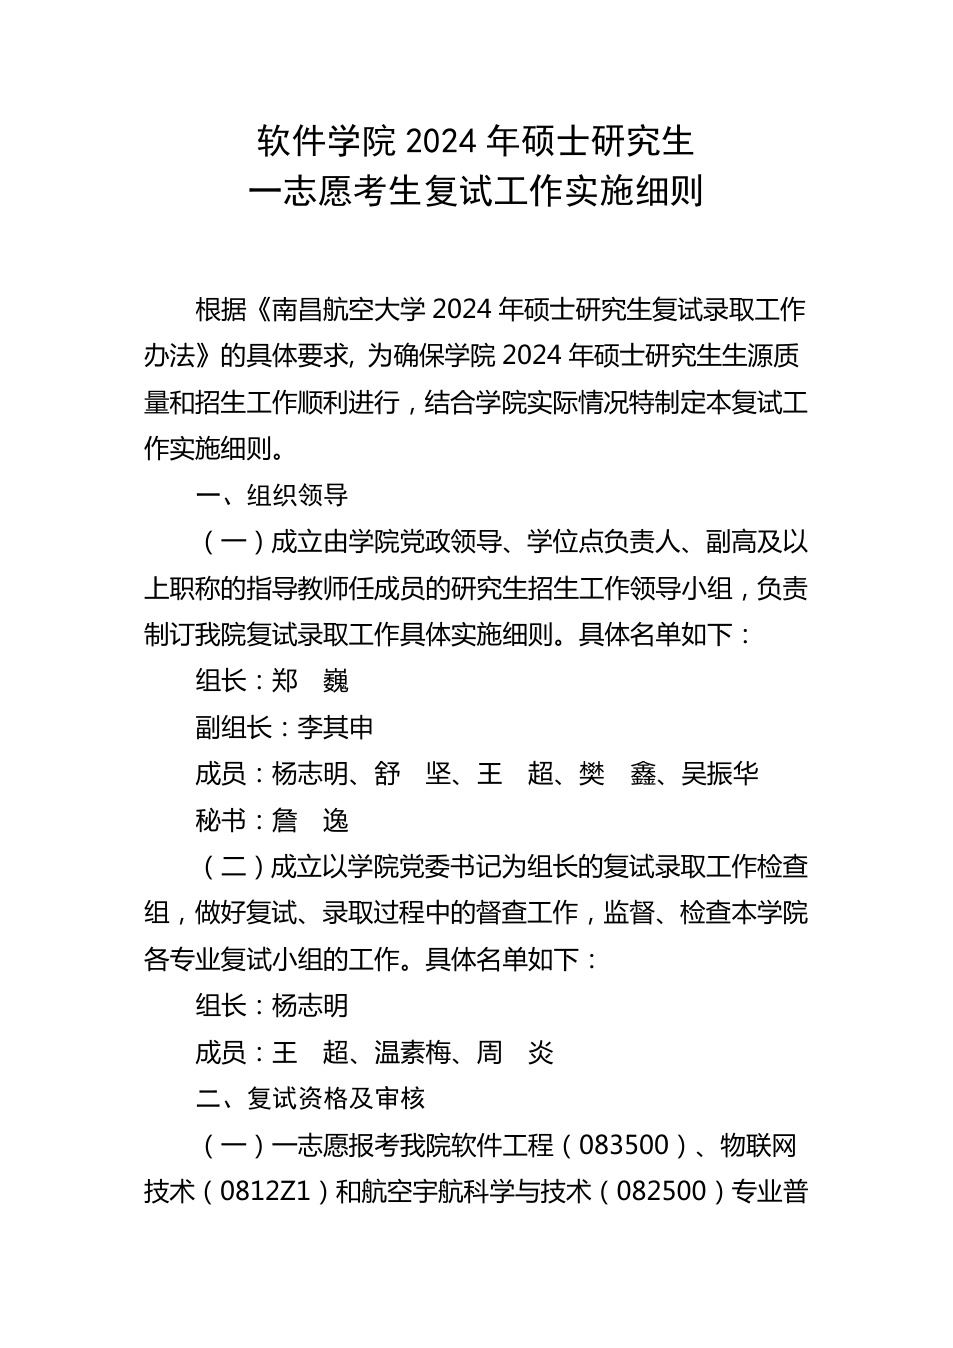 软件学院 2024 年硕士研究生
一志愿考生复试工作实施细则
根据《南昌航空大学 2024 年硕士研究生复试录取工作
办法》的具体要求, 为确保学院 2024 年硕士研究生生源质
量和招生工作顺利进行，结合学院实际情况特制定本复试工
作实施细则。
一、组织领导
（一）成立由学院党政领导、学位点负责人、副高及以
上职称的指导教师任成员的研究生招生工作领导小组，负责
制订我院复试录取工作具体实施细则。具体名单如下：
组长：郑　巍
副组长：李其申
成员：杨志明、舒　坚、王　超、樊　鑫、吴振华
秘书：詹　逸
（二）成立以学院党委书记为组长的复试录取工作检查
组，做好复试、录取过程中的督查工作，监督、检查本学院
各专业复试小组的工作。具体名单如下：
组长：杨志明
成员：王　超、温素梅、周　炎
二、复试资格及审核
（一）一志愿报考我院软件工程（083500）、物联网
技术（0812Z1）和航空宇航科学与技术（082500）专业普